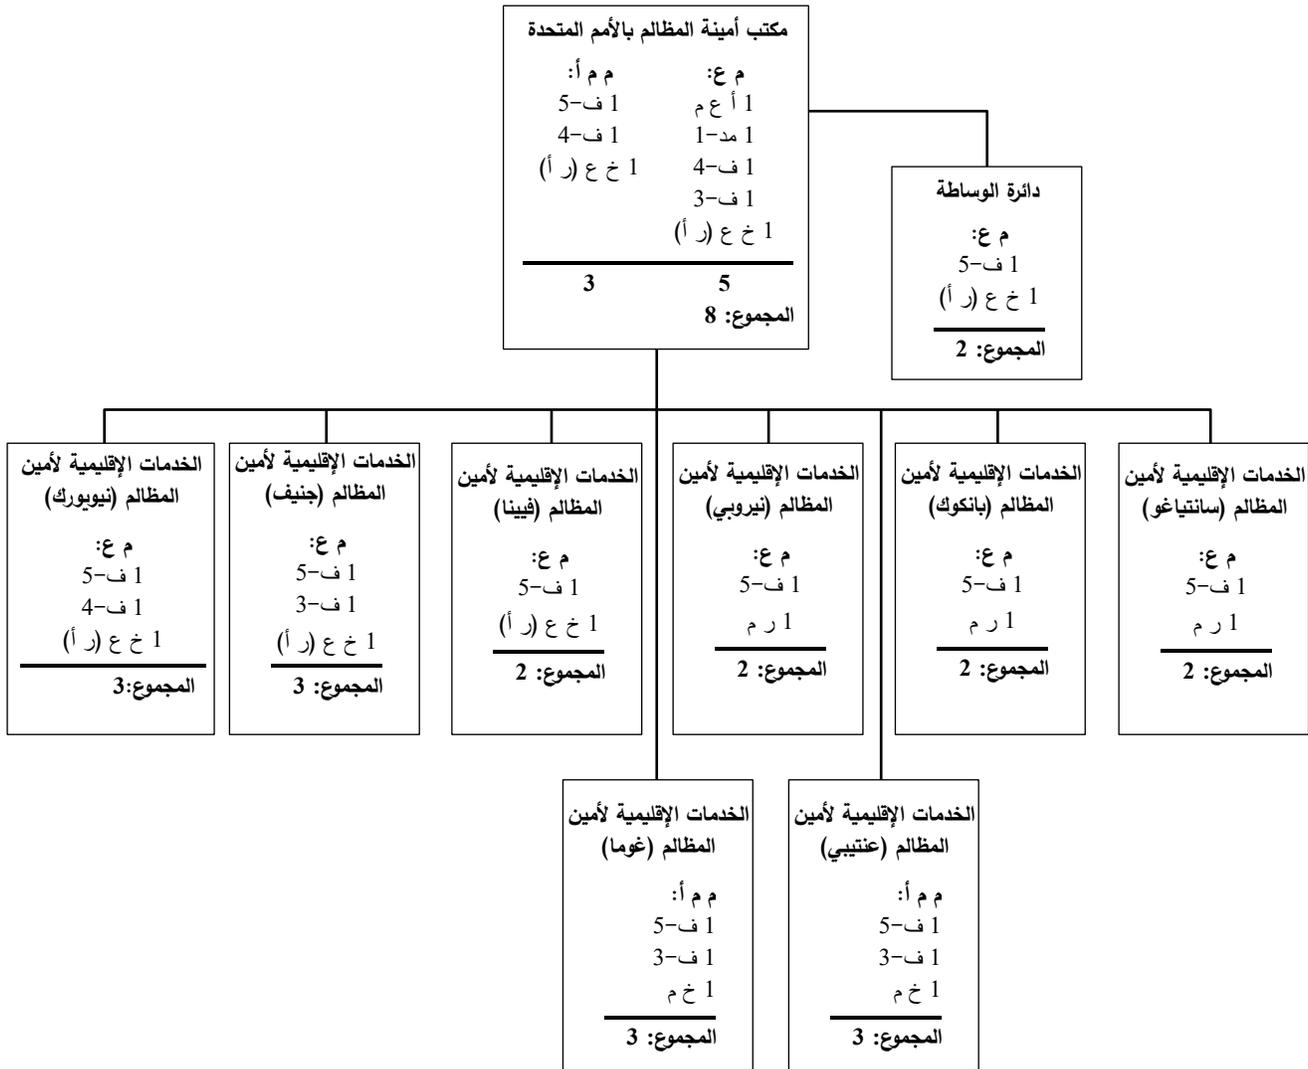 مكتب أمينة المظالم بالأمم المتحدة
م ع:
1 أ ع م
1 مد-1
1 ف-4
1 ف-3
1 خ ع (ر أ)
5
م م أ:
1 ف-5
1 ف-4
1 خ ع (ر أ)
3
المجموع: 8
دائرة الوساطة
م ع:
1 ف-5
1 خ ع (ر أ)
المجموع: 2
الخدمات الإقليمية لأمين
المظالم (سانتياغو)
م ع:
1 ف-5
1 ر م
المجموع: 2
الخدمات الإقليمية لأمين
المظالم (بانكوك)
م ع:
1 ف-5
1 ر م
المجموع: 2
الخدمات الإقليمية لأمين
المظالم (نيروبي)
م ع:
1 ف-5
1 ر م
المجموع: 2
الخدمات الإقليمية لأمين
المظالم (فيينا)
م ع:
1 ف-5
1 خ ع (ر أ)
المجموع: 2
الخدمات الإقليمية لأمين
المظالم (جنيف)
م ع:
1 ف-5
1 ف-3
1 خ ع (ر أ)
المجموع: 3
الخدمات الإقليمية لأمين
المظالم (نيويورك)
م ع:
1 ف-5
1 ف-4
1 خ ع (ر أ)
المجموع:3
الخدمات الإقليمية لأمين
المظالم (عنتيبي)
م م أ:
1 ف-5
1 ف-3
1 خ م
المجموع: 3
الخدمات الإقليمية لأمين
المظالم (غوما)
م م أ:
1 ف-5
1 ف-3
1 خ م
المجموع: 3